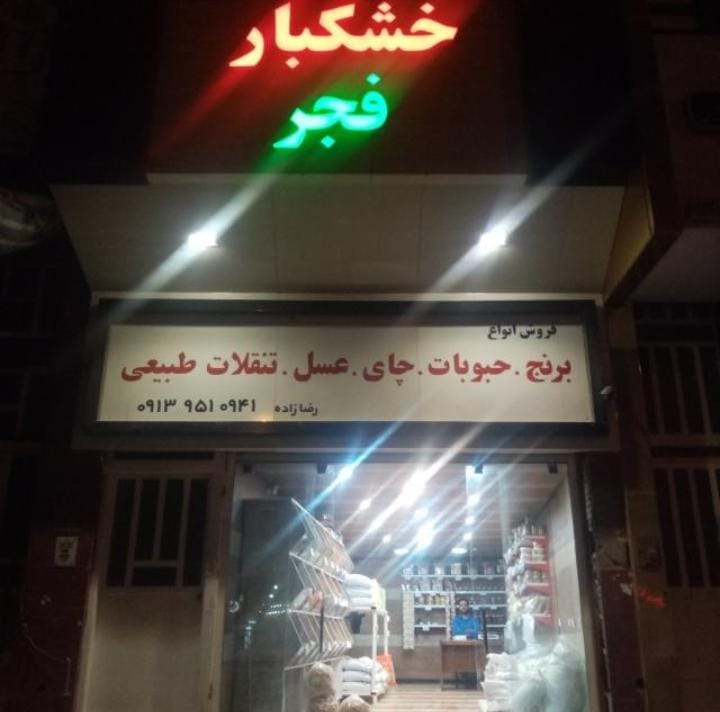 خشکبار
فجر
فروش انواع
برنج . حبوبات . چای . عسل . تنقلات طبیعی
رضازاده ۰۹۱۳ ۹۵۱ ۰۹۴۱